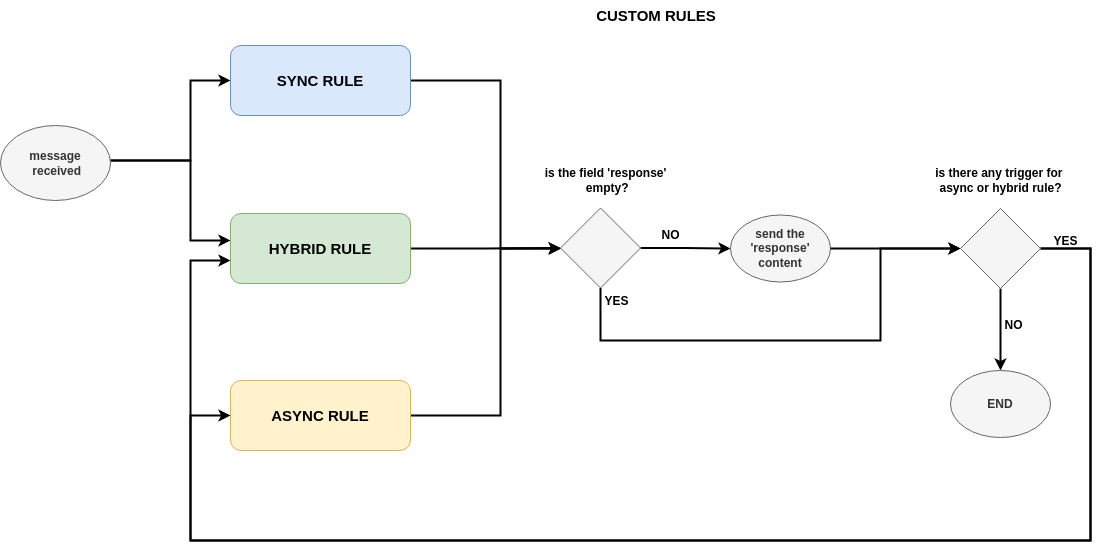 CUSTOM RULES
SYNC RULE
message
received
HYBRID RULE
ASYNC RULE
is the field 'response'
empty?
NO
YES
send the
'response'
content
is there any trigger for
async or hybrid rule?
YES
NO
END